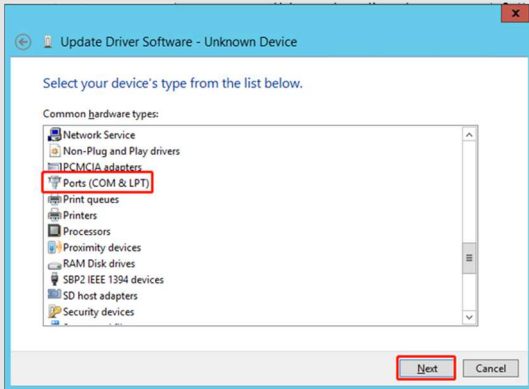 x
Update Driver Software - Unknown Device
Select your device's type from the list below.
Common hardware types:
Network Service
Non-Plug and Play drivers
PCMCIA adapters
Ports (COM & LPT)
Print queues
Printers
Processors
Proximity devices
RAM Disk drives
SBP2 IEEE 1394 devices
SD host adapters
Security devices
Next Cancel